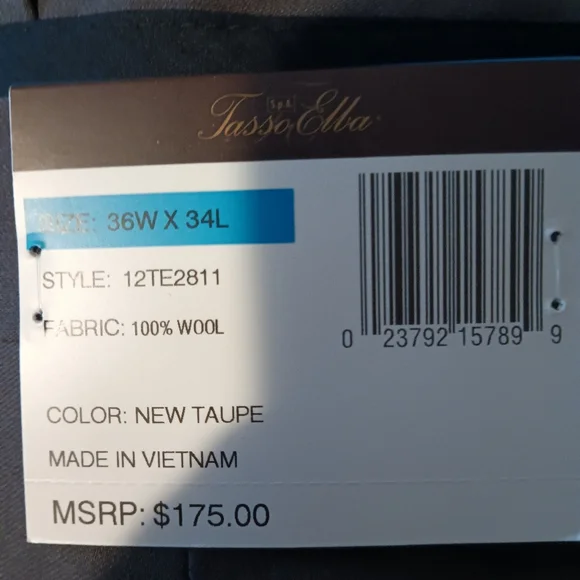 Tasso Elba
SIZE: 36W X 34L
STYLE: 12TE2811
FABRIC: 100% WOOL
0 23792 15789 9
COLOR: NEW TAUPE
MADE IN VIETNAM
MSRP: $175.00